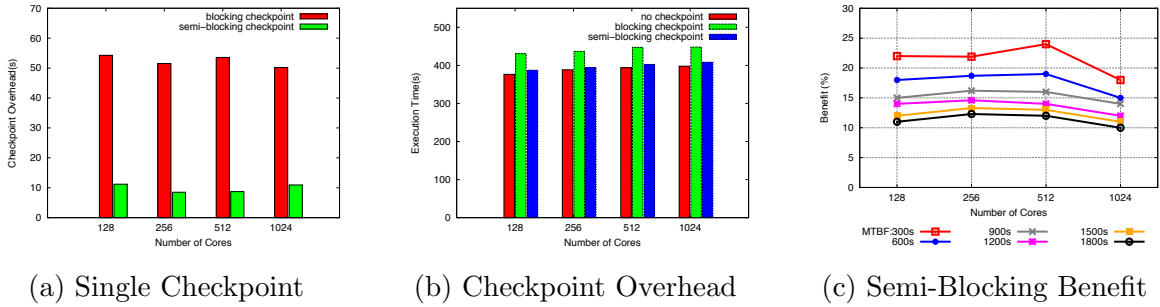 70
60
50
40
30
20
10
0
Checkpoint Overhead(s)
blocking checkpoint
semi-blocking checkpoint
128 256 512 1024
Number of Cores
(a) Single Checkpoint
500
400
300
200
100
0
Execution Time(s)
no checkpoint
blocking checkpoint
semi-blocking checkpoint
128 256 512 1024
Number of Cores
(b) Checkpoint Overhead
30
25
20
15
10
5
0
Benefit (%)
128 256 512 1024
Number of Cores
MTBF:300s 900s 1500s
600s 1200s 1800s
(c) Semi-Blocking Benefit